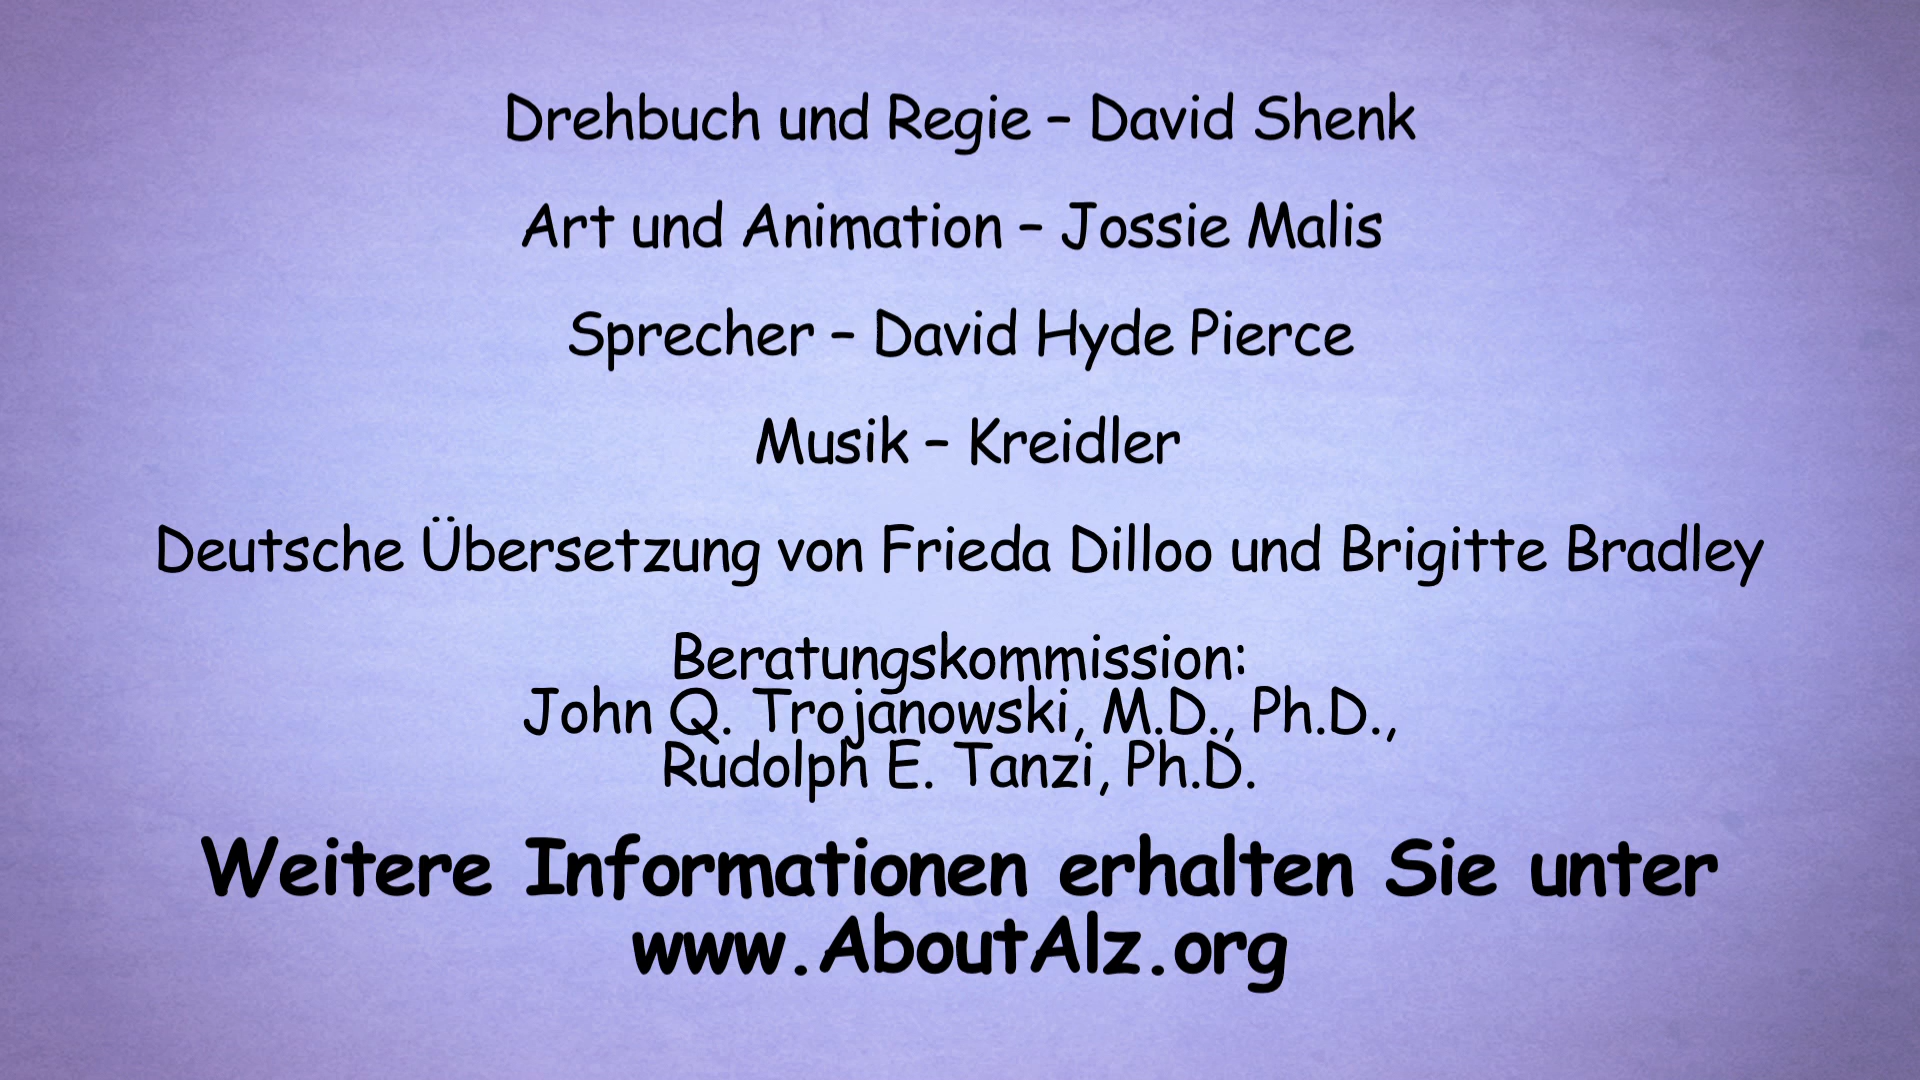 Drehbuch und Regie – David Shenk
Art und Animation – Jossie Malis
Sprecher – David Hyde Pierce
Musik – Kreidler
Deutsche Übersetzung von Frieda Dilloo und Brigitte Bradley
Beratungskommission:
John Q. Trojanowski, M.D., Ph.D.,
Rudolph E. Tanzi, Ph.D.
Weitere Informationen erhalten Sie unter
www.AboutAlz.org